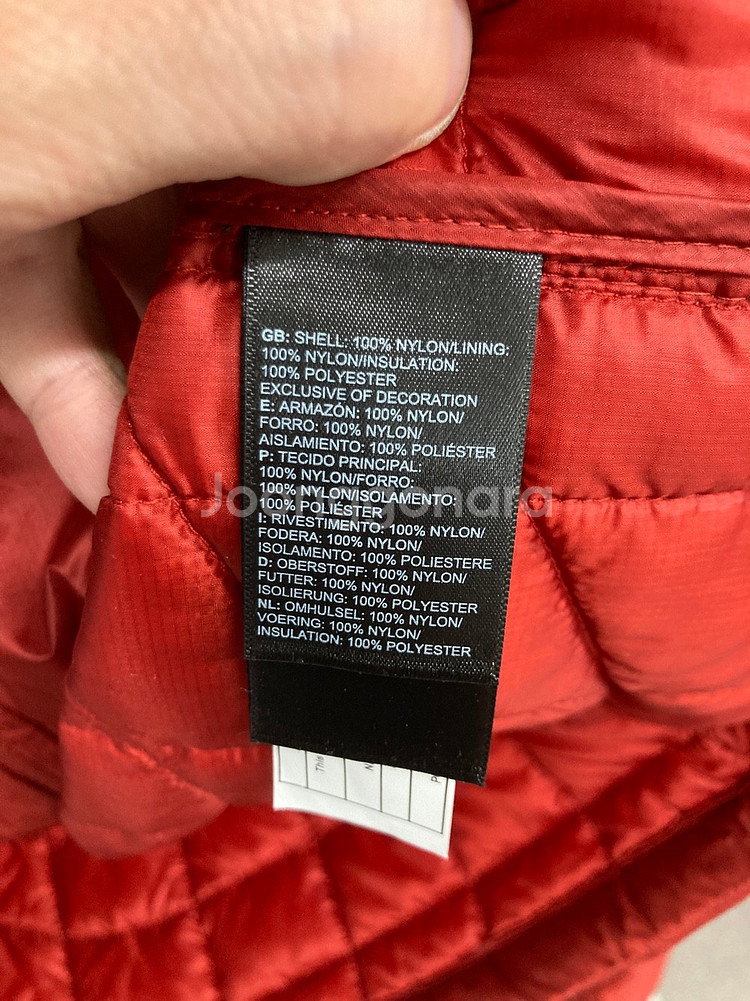 GB: SHELL: 100% NYLON/LINING:
100% NYLON/INSULATION:
100% POLYESTER
EXCLUSIVE OF DECORATION
E: ARMAZÓN: 100% NYLON/
FORRO: 100% NYLON/
AISLAMIENTO: 100% POLIÉSTER
P: TECIDO PRINCIPAL:
100% NYLON/FORRO:
100% NYLON/ISOLAMENTO:
100% POLIÉSTER
I: RIVESTIMENTO: 100% NYLON/
FODERA: 100% NYLON/
ISOLAMENTO: 100% POLIESTERE
D: OBERSTOFF: 100% NYLON/
FUTTER: 100% NYLON/
ISOLIERUNG: 100% POLYESTER
NL: OMHULSEL: 100% NYLON/
VOERING: 100% NYLON/
INSULATION: 100% POLYESTER
This